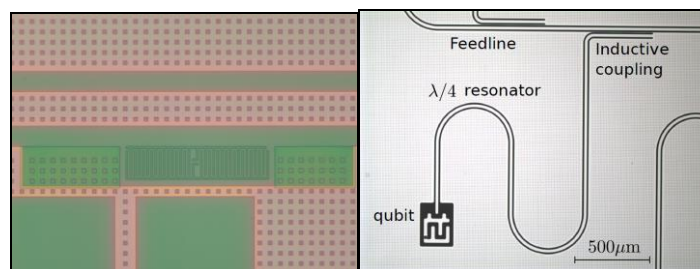 Feedline
Inductive
coupling
λ/4 resonator
qubit
500μm